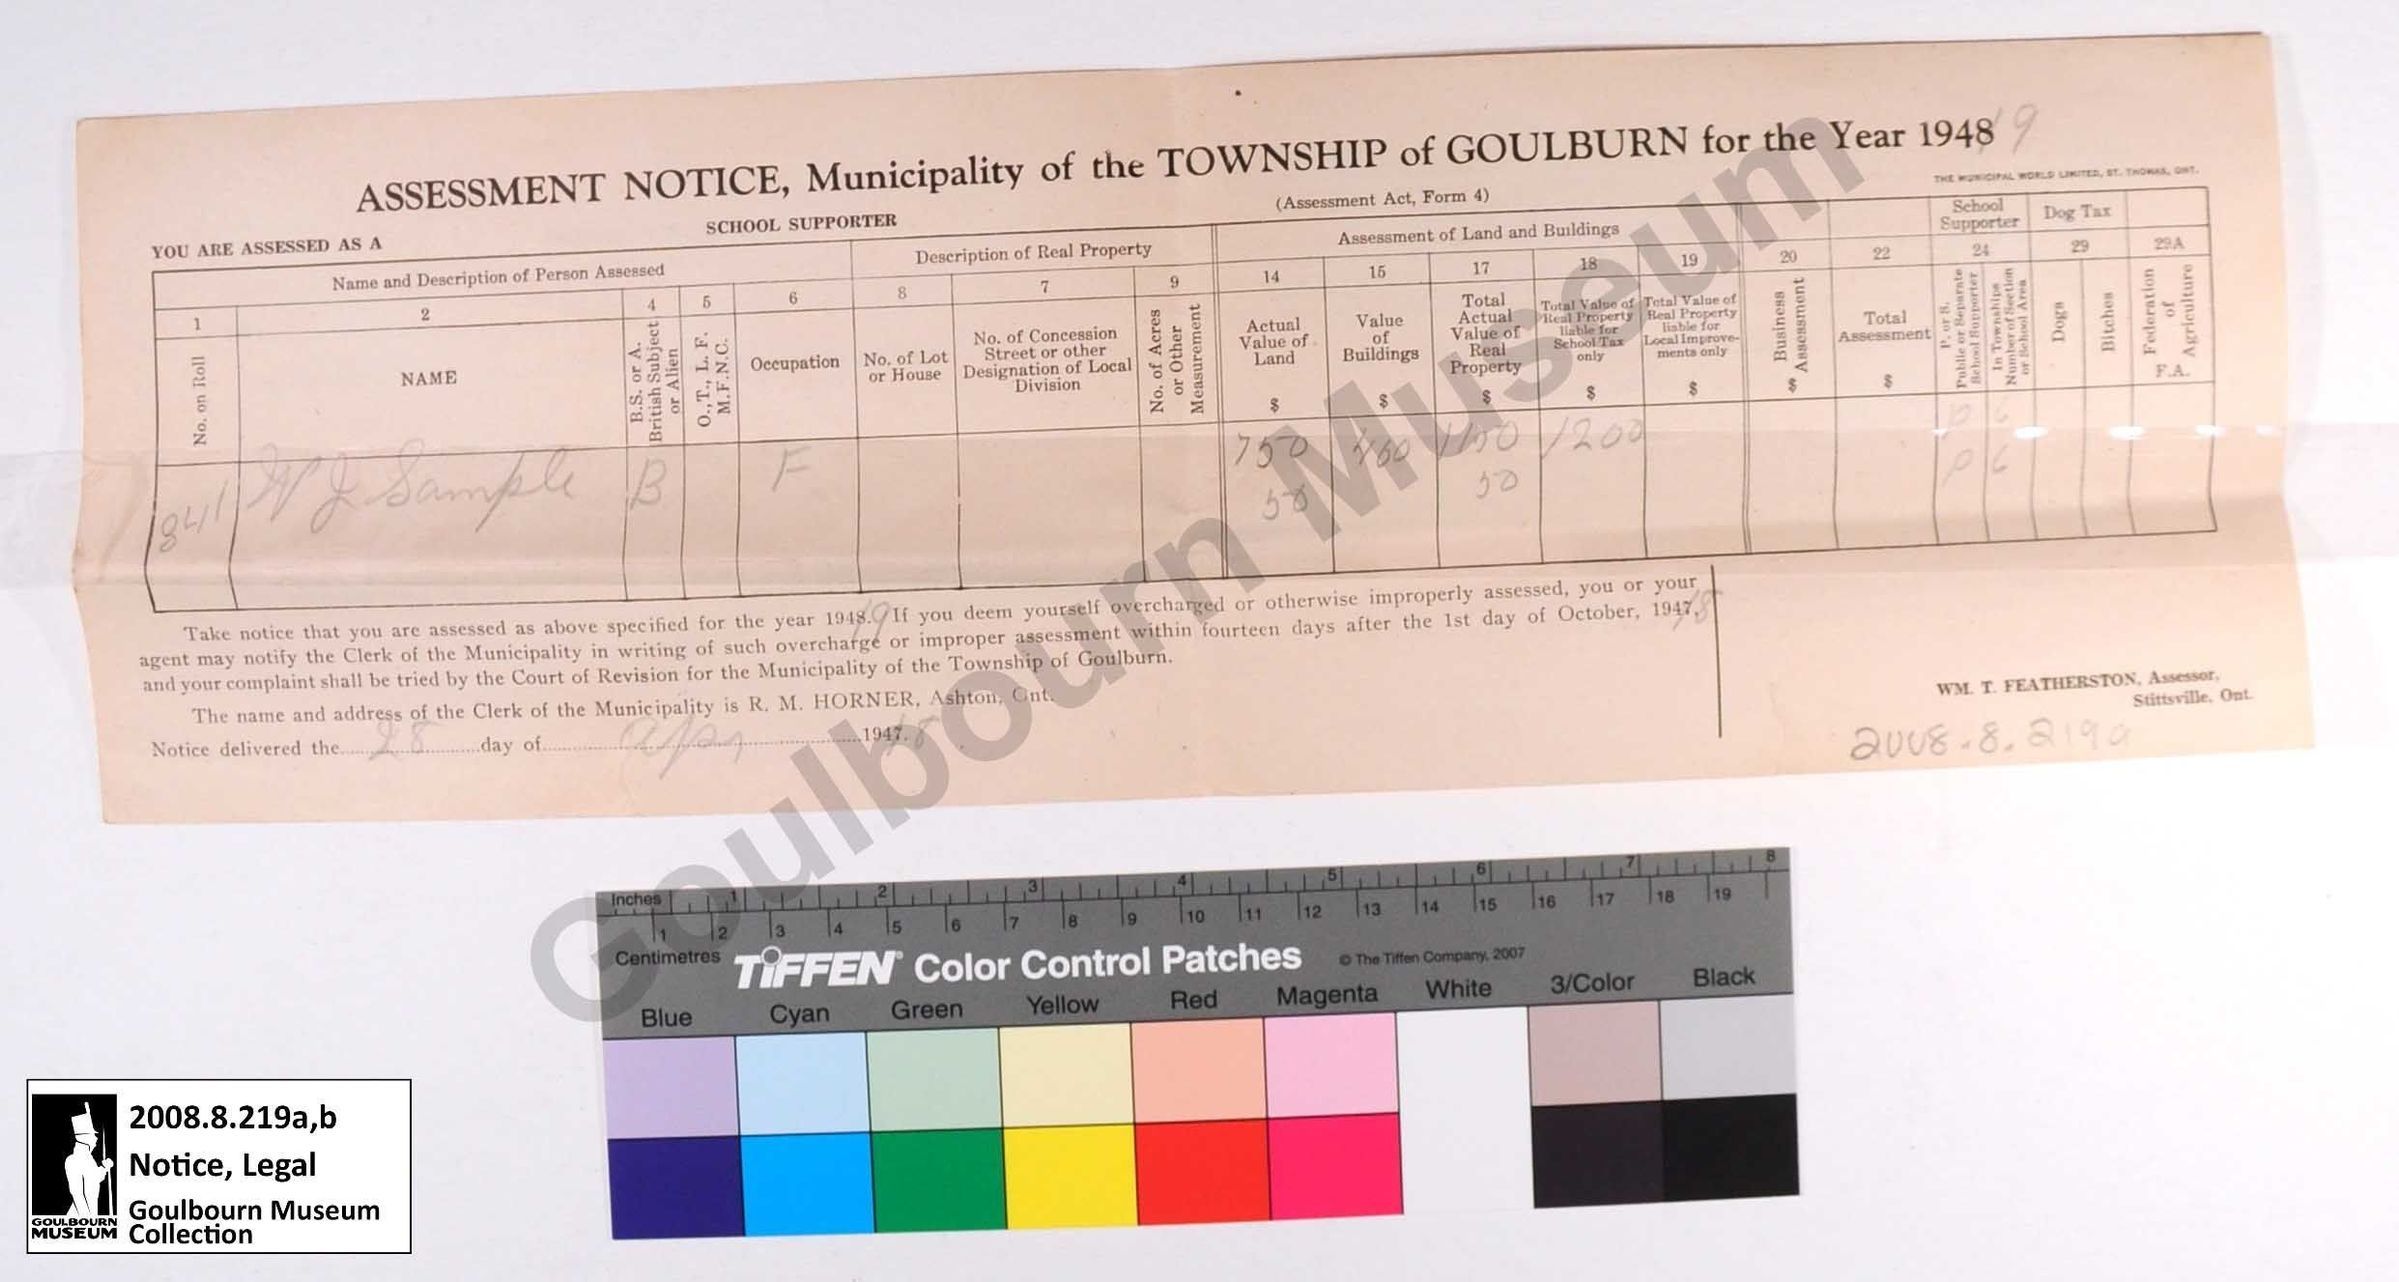 ASSESSMENT NOTICE, Municipality of the TOWNSHIP of GOULBURN for the Year 1948 9
(Assessment Act, Form 4)
THE MUNICIPAL WORLD LIMITED, ST. THOMAS, ONT.
YOU ARE ASSESSED AS A SCHOOL SUPPORTER
Name and Description of Person Assessed
Description of Real Property
Assessment of Land and Buildings
School Supporter
Dog Tax
1 2 4 5 6 8 7 9 14 15 17 18 19 20 22 24 29 29A
No. on Roll
NAME
B.S. or A. British Subject or Alien
O., T., L. F. M.F.N.C.
Occupation
No. of Lot or House
No. of Concession Street or other Designation of Local Division
No. of Acres or Other Measurement
Actual Value of Land $
Value of Buildings $
Total Actual Value of Real Property $
Total Value of Real Property liable for School Tax only $
Total Value of Real Property liable for Local Improvements only $
Business Assessment $
Total Assessment $
P. or S. Public or Separate School Supporter
In Townships Number of Section or School Area
Dogs
Bitches
Federation of Agriculture F.A.
841 W J Sample B F 750 1200 P 6
50 50 P 6
Take notice that you are assessed as above specified for the year 1948. 9 If you deem yourself overcharged or otherwise improperly assessed, you or your
agent may notify the Clerk of the Municipality in writing of such overcharge or improper assessment within fourteen days after the 1st day of October, 1947, 8
and your complaint shall be tried by the Court of Revision for the Municipality of the Township of Goulburn.
The name and address of the Clerk of the Municipality is R. M. HORNER, Ashton, Ont.
Notice delivered the 28 day of Apr 1947. 8
WM. T. FEATHERSTON, Assessor,
Stittsville, Ont.
2008.8.219a
Goulbourn Museum
Inches 1 2 3 4 5 6 7 8
1 2 3 4 5 6 7 8 9 10 11 12 13 14 15 16 17 18 19
Centimetres
TIFFEN® Color Control Patches © The Tiffen Company, 2007
Blue Cyan Green Yellow Red Magenta White 3/Color Black
2008.8.219a,b
Notice, Legal
Goulbourn Museum
Collection
GOULBOURN
MUSEUM